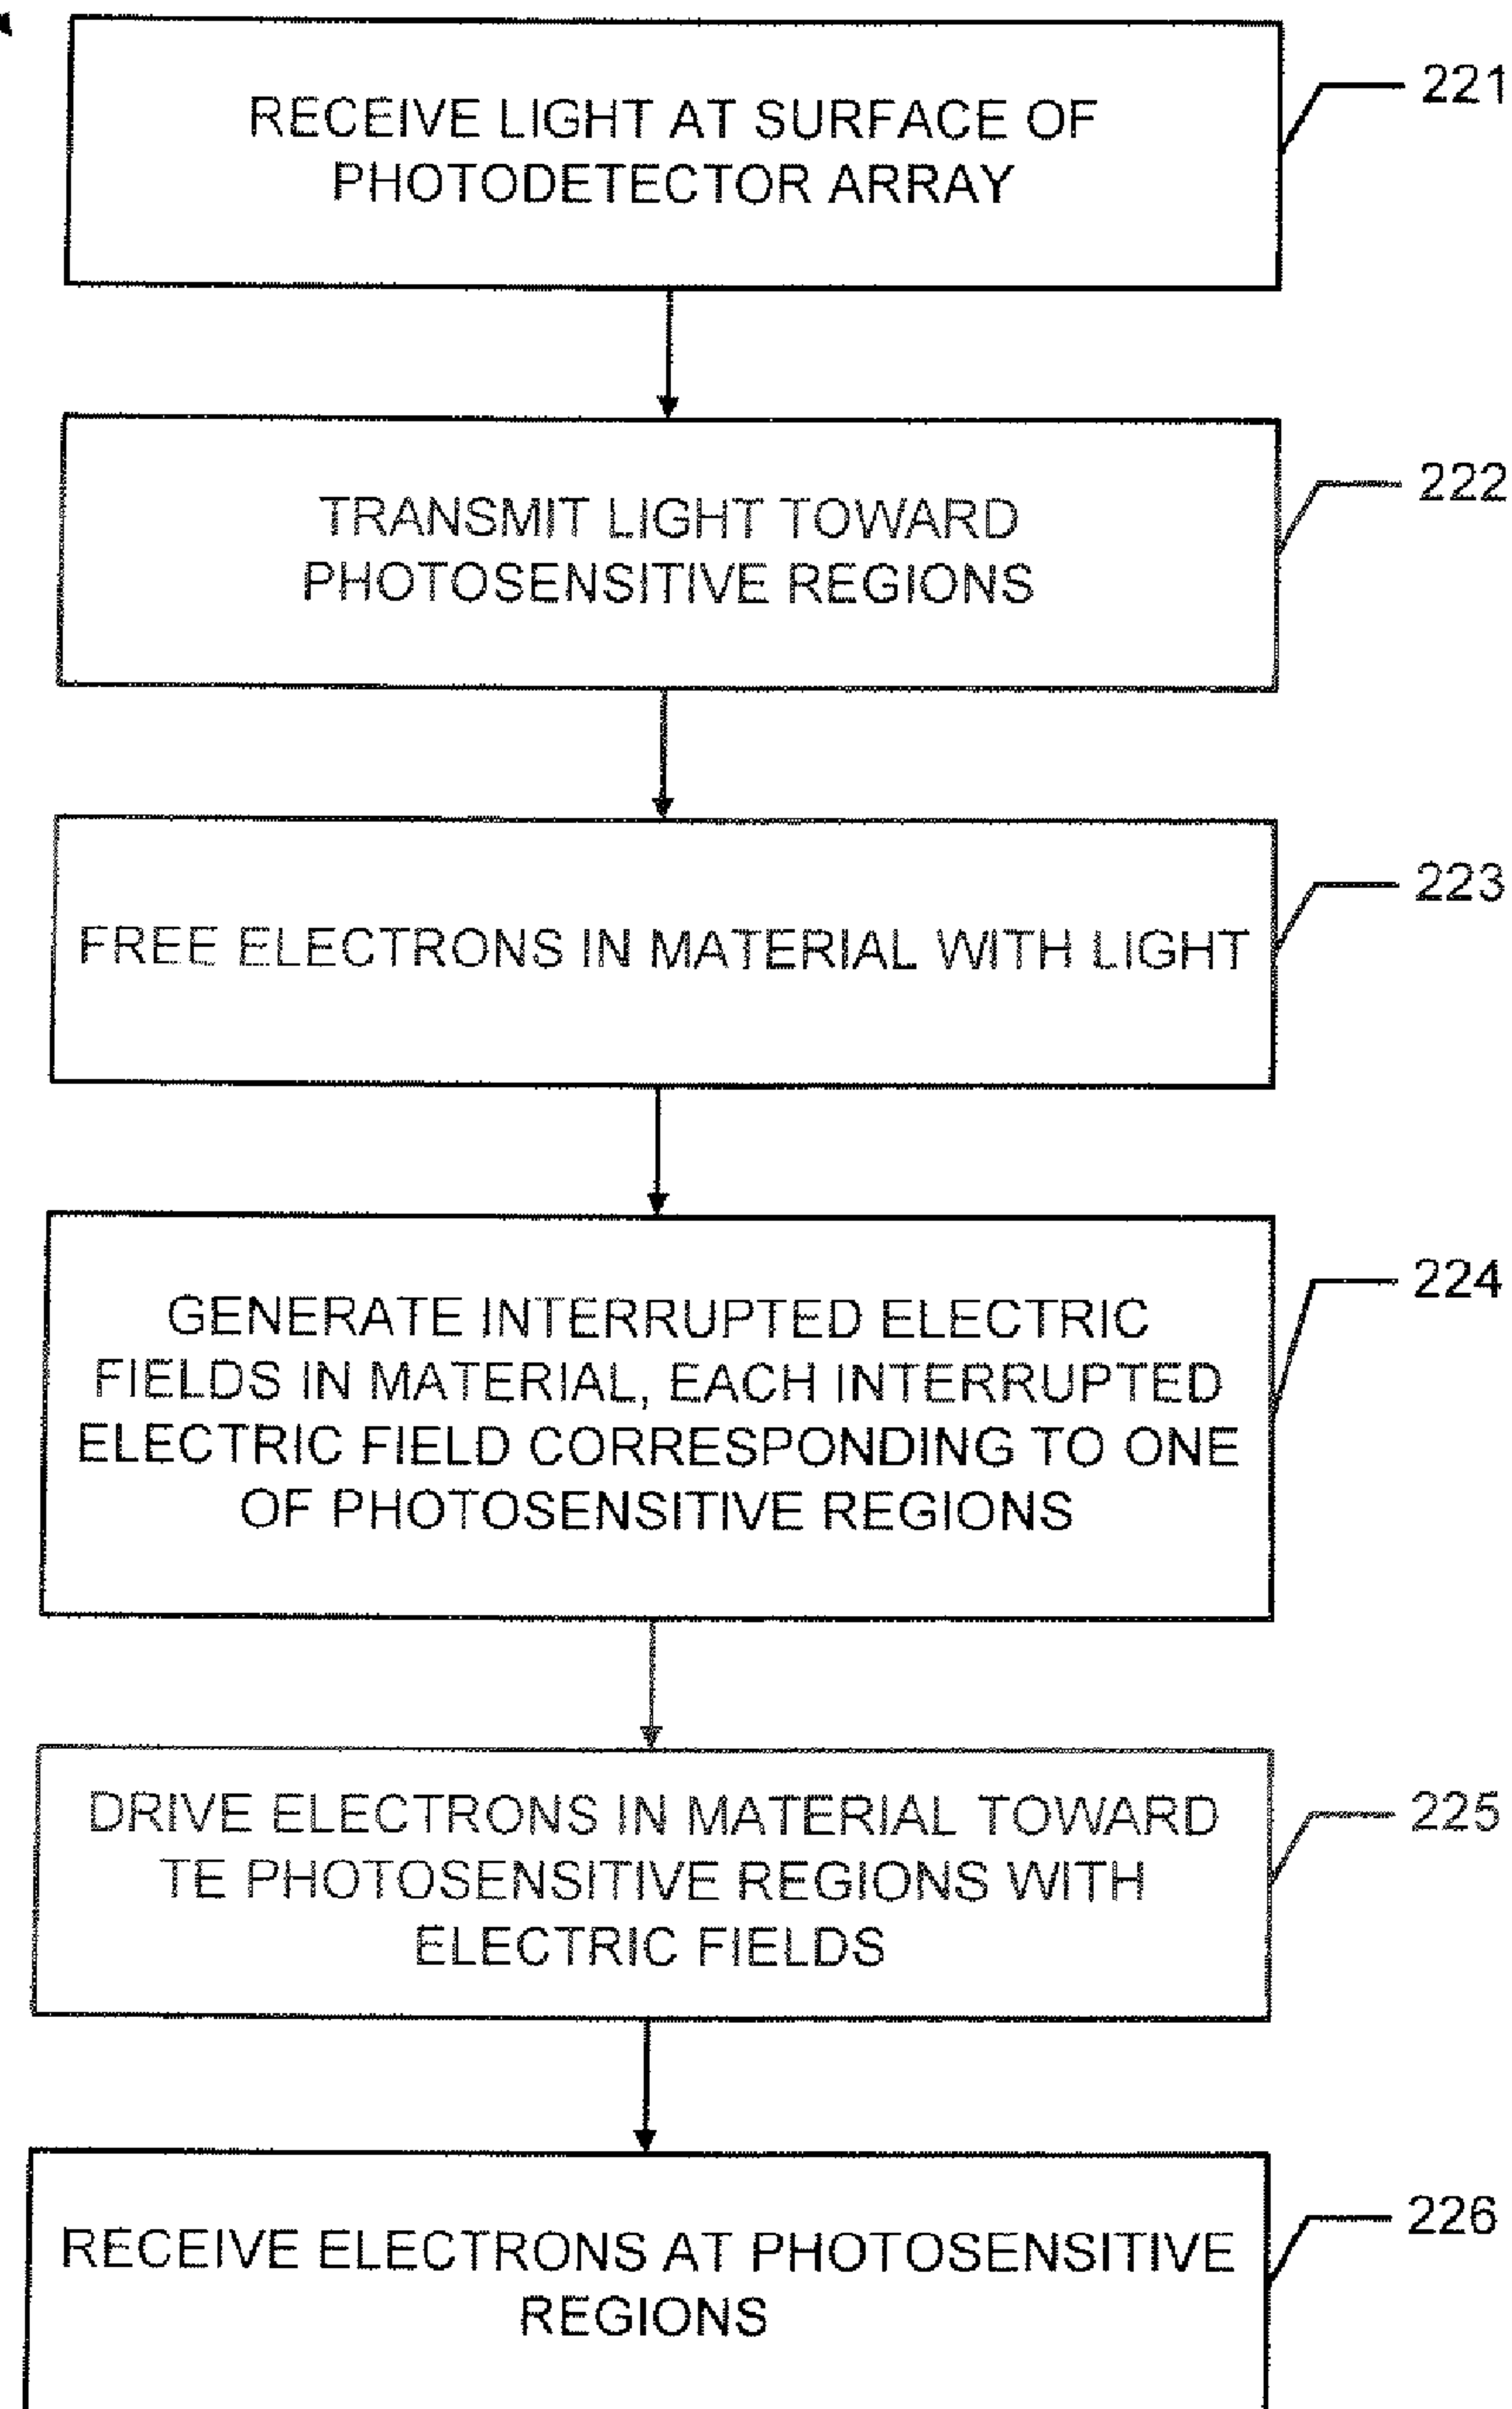 RECEIVE LIGHT AT SURFACE OF
PHOTODETECTOR ARRAY
221
TRANSMIT LIGHT TOWARD
PHOTOSENSITIVE REGIONS
222
FREE ELECTRONS IN MATERIAL WITH LIGHT
223
GENERATE INTERRUPTED ELECTRIC
FIELDS IN MATERIAL, EACH INTERRUPTED
ELECTRIC FIELD CORRESPONDING TO ONE
OF PHOTOSENSITIVE REGIONS
224
DRIVE ELECTRONS IN MATERIAL TOWARD
TE PHOTOSENSITIVE REGIONS WITH
ELECTRIC FIELDS
225
RECEIVE ELECTRONS AT PHOTOSENSITIVE
REGIONS
226